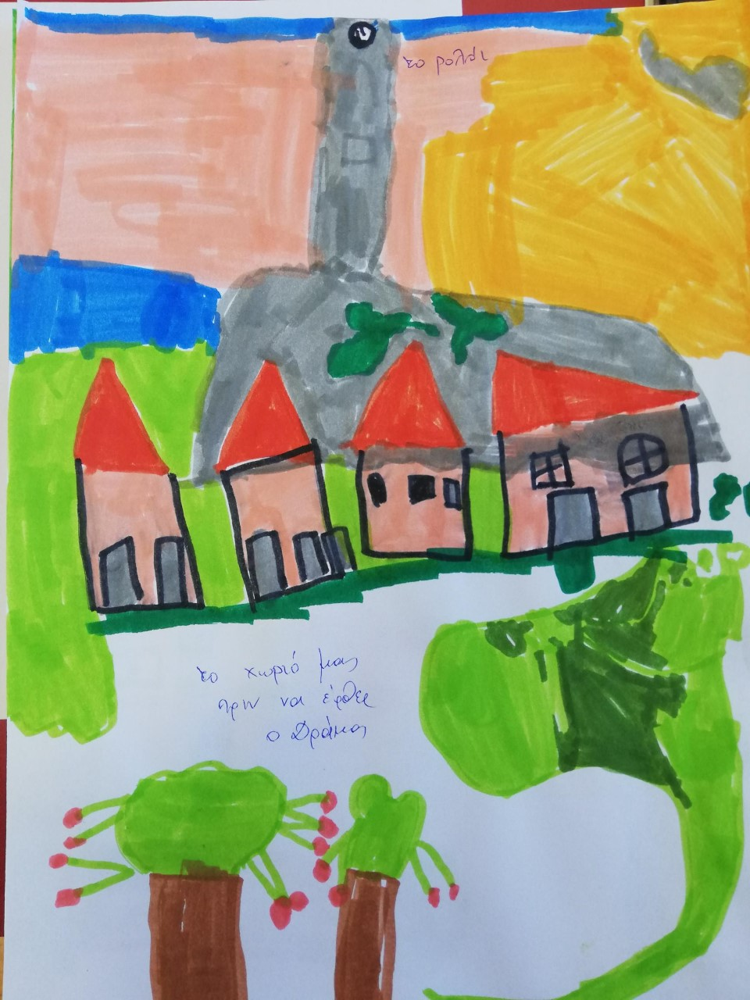 το ρολόι
το χωριό μας
πριν να έρθει
ο Δράκος